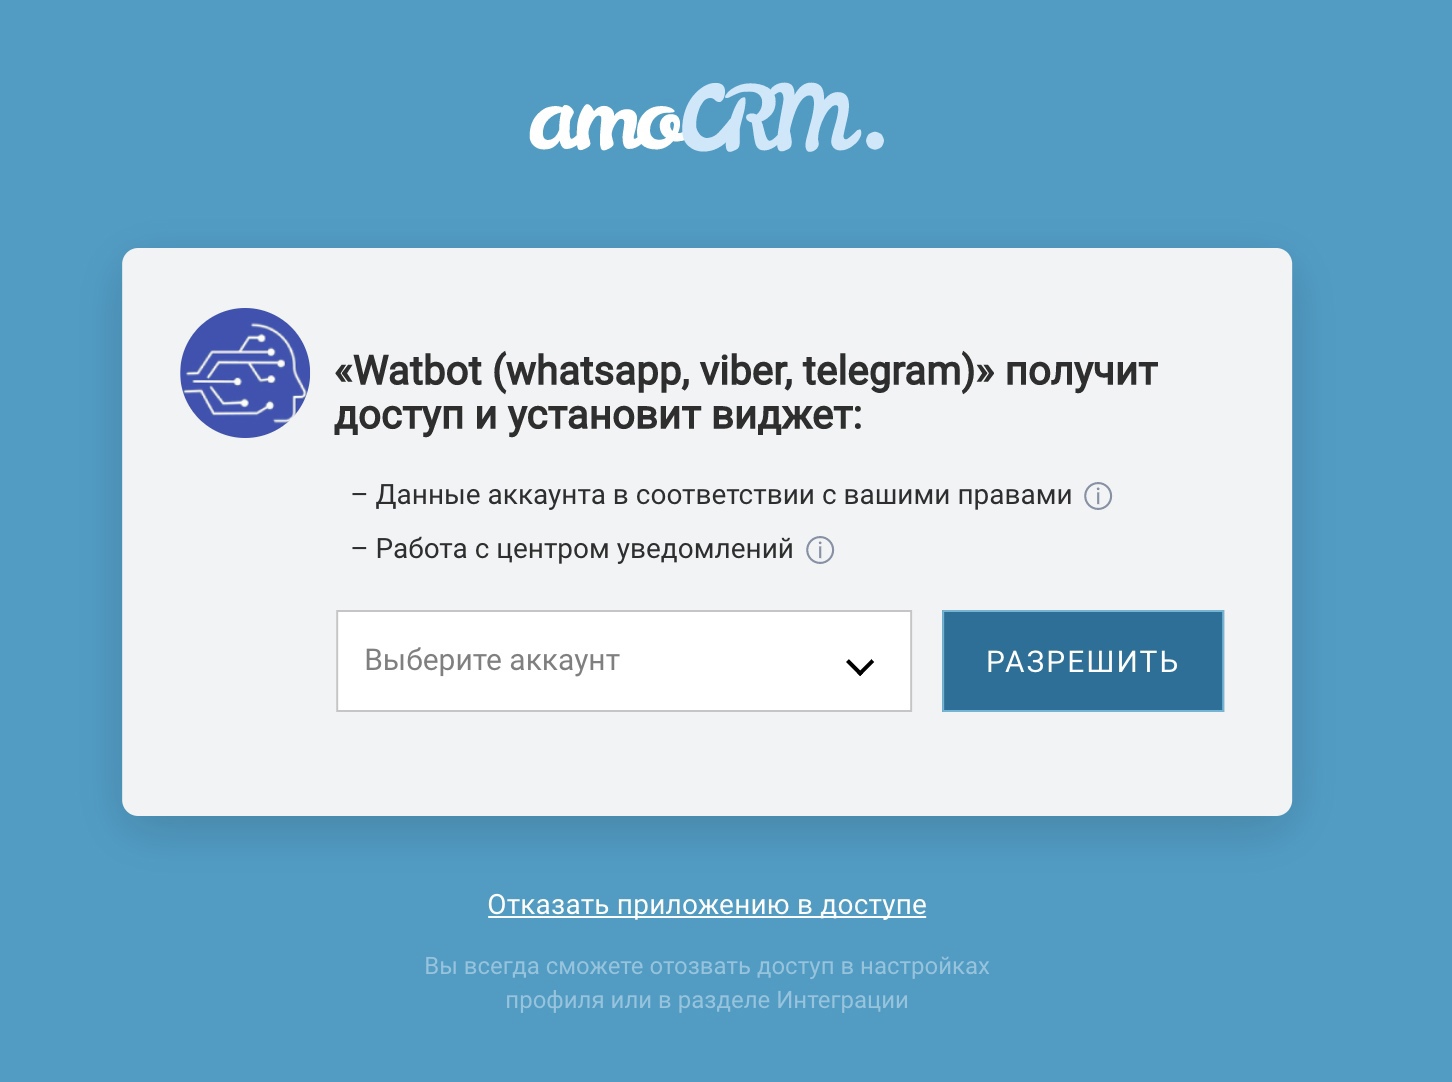 amoCRM.
«Watbot (whatsapp, viber, telegram)» получит
доступ и установит виджет:
– Данные аккаунта в соответствии с вашими правами
– Работа с центром уведомлений
Выберите аккаунт
РАЗРЕШИТЬ
Отказать приложению в доступе
Вы всегда сможете отозвать доступ в настройках
профиля или в разделе Интеграции